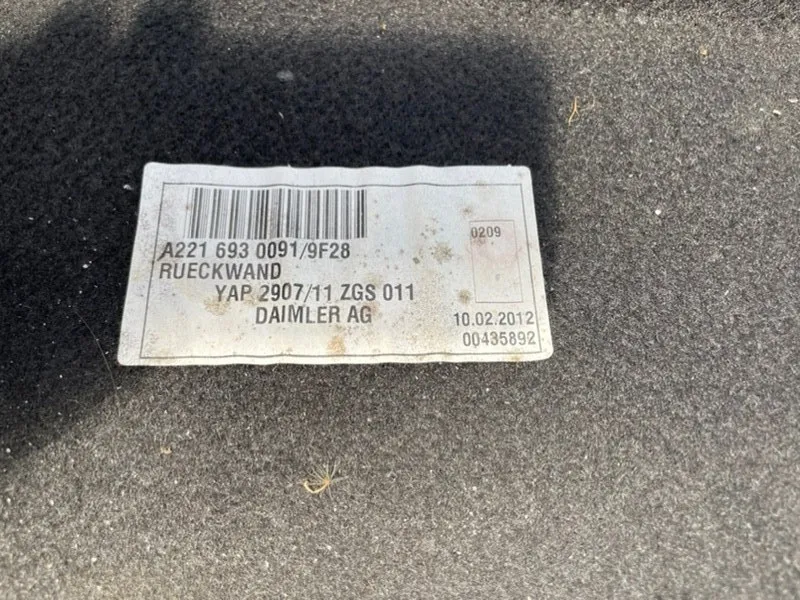 A221 693 0091/9F28
RUECKWAND
YAP 2907/11 ZGS 011
DAIMLER AG
0209
10.02.2012
00435892